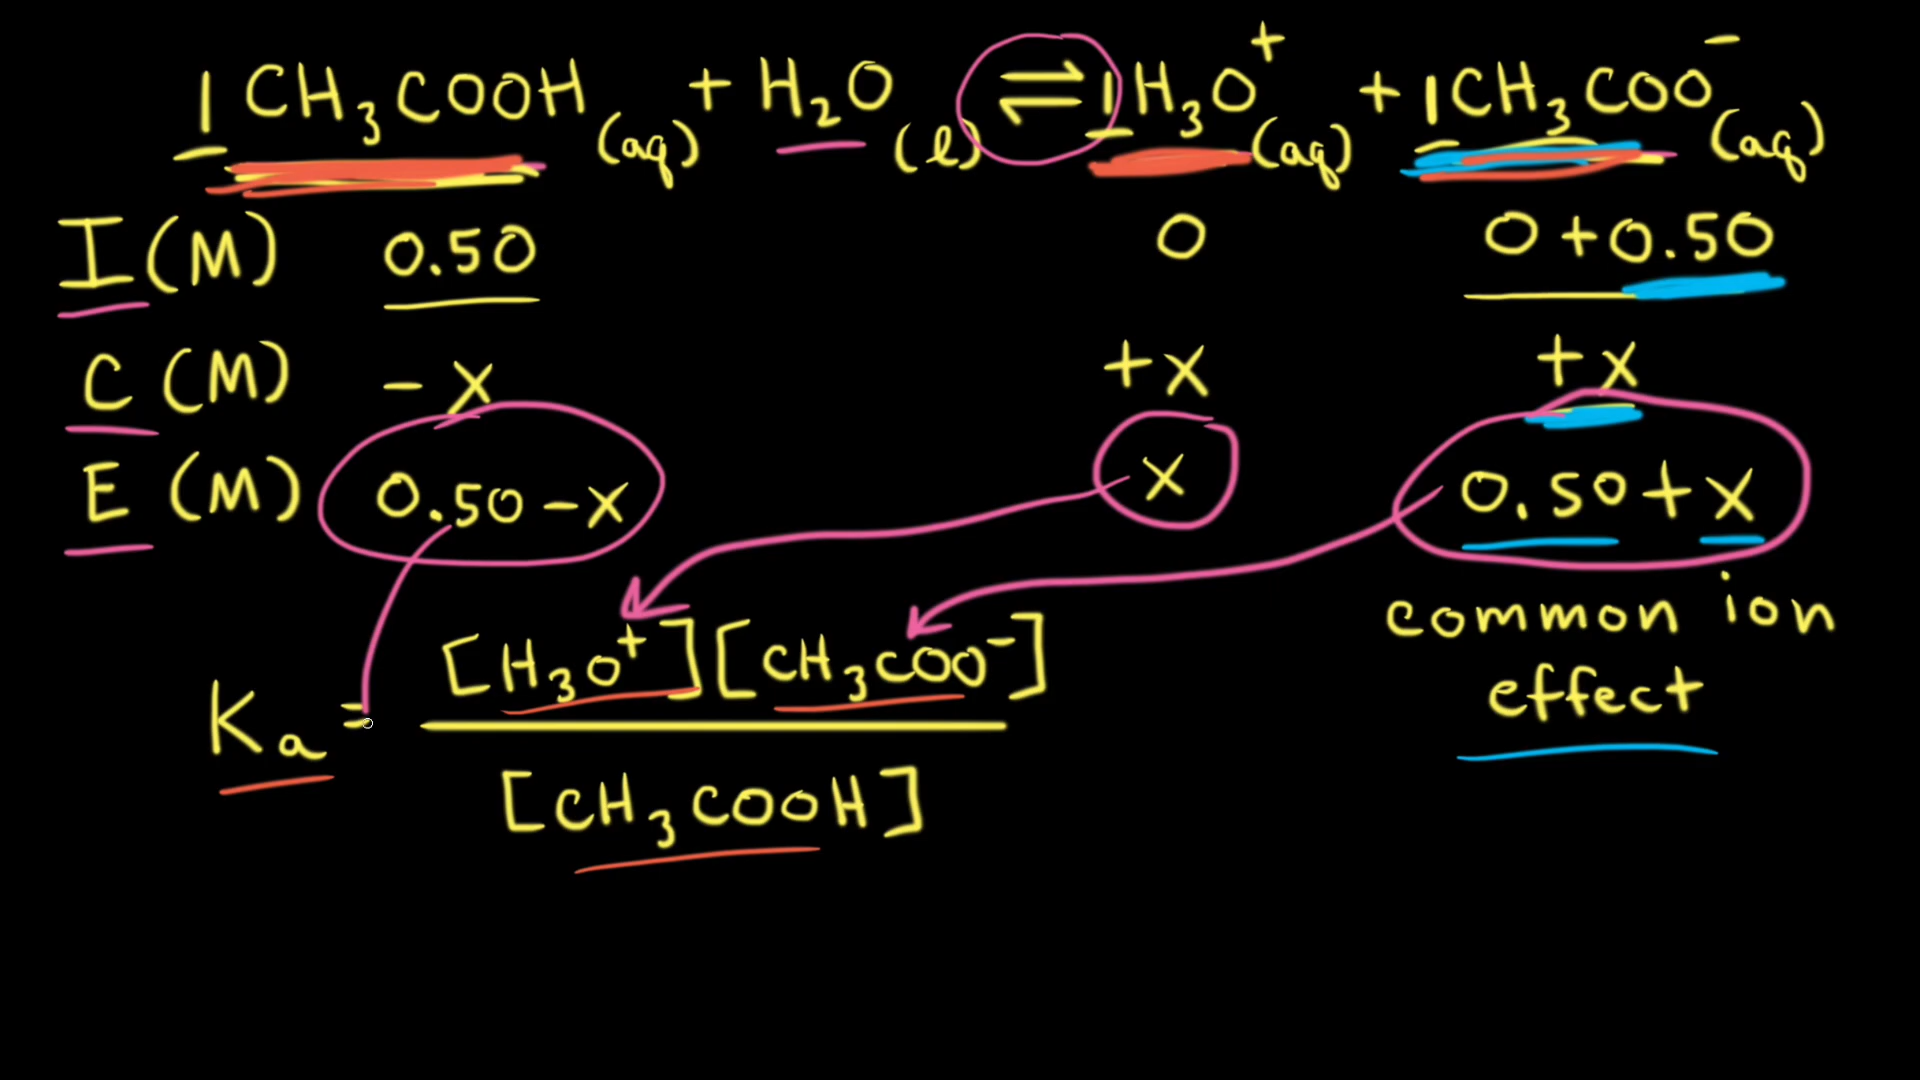 1 CH₃COOH(aq) + H₂O(l) ⇌ 1 H₃O⁺(aq) + 1 CH₃COO⁻(aq)
I (M) 0.50 0 0 + 0.50
C (M) - x + x + x
E (M) 0.50 - x x 0.50 + x
common ion
effect
[H₃O⁺][CH₃COO⁻]
Ka =
[CH₃COOH]